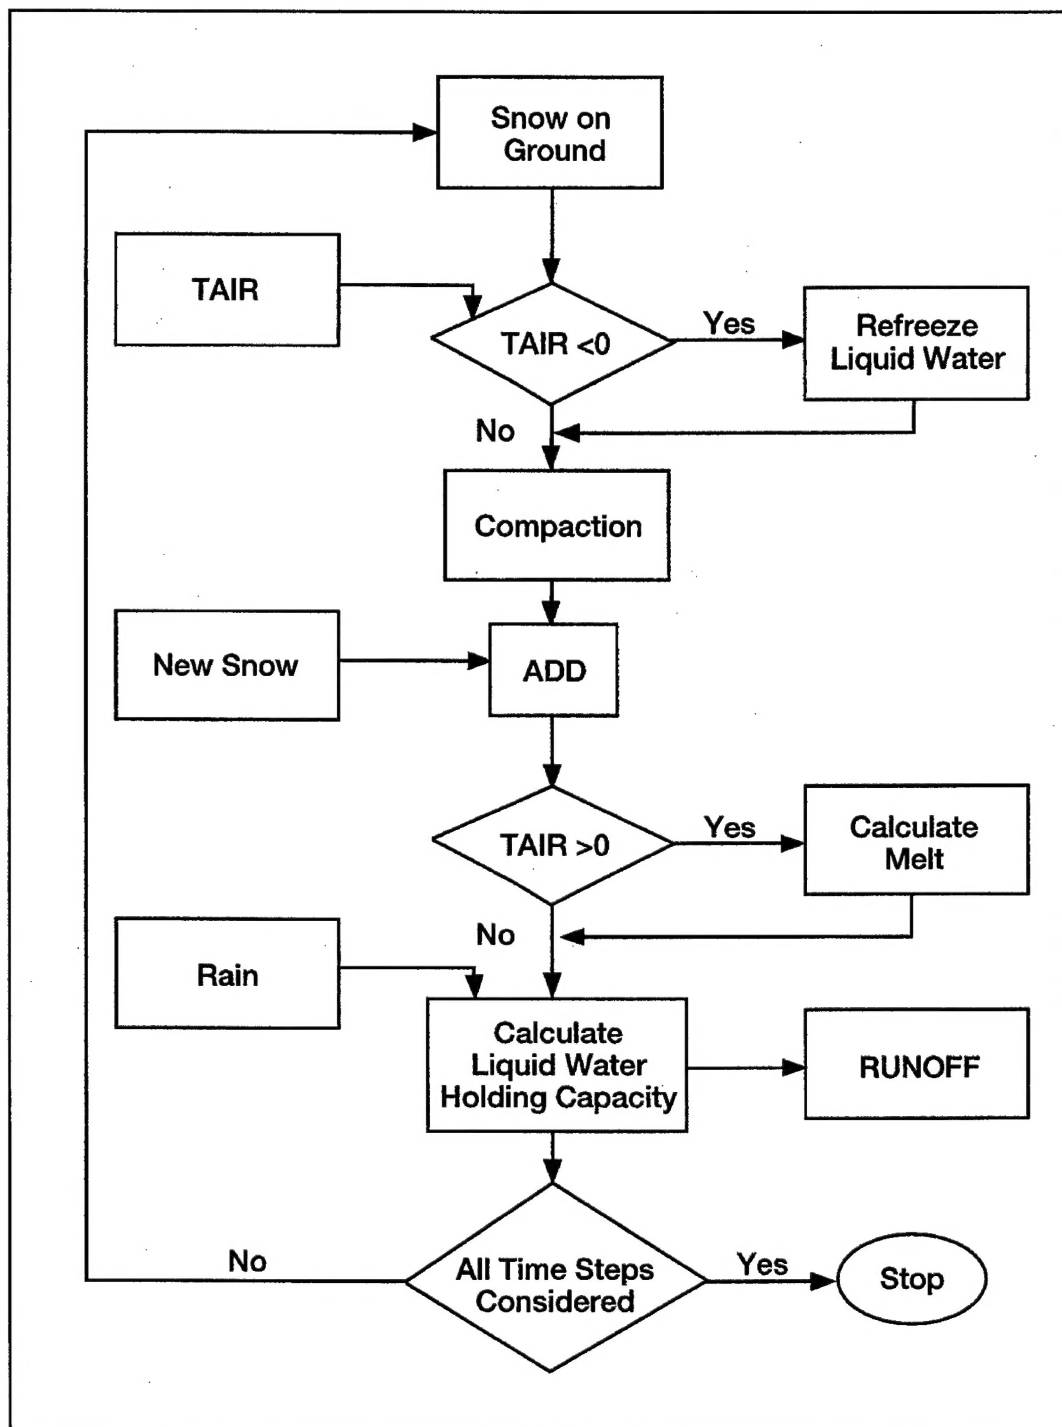 Snow on
Ground
TAIR
TAIR <0
Yes
Refreeze
Liquid Water
No
Compaction
New Snow
ADD
TAIR >0
Yes
Calculate
Melt
No
Rain
Calculate
Liquid Water
Holding Capacity
RUNOFF
No
All Time Steps
Considered
Yes
Stop